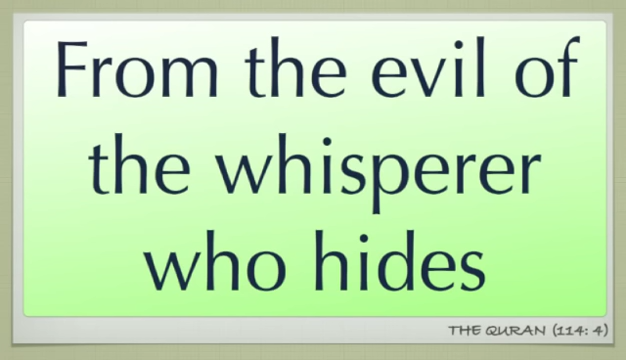 From the evil of
the whisperer
who hides
THE QURAN (114: 4)